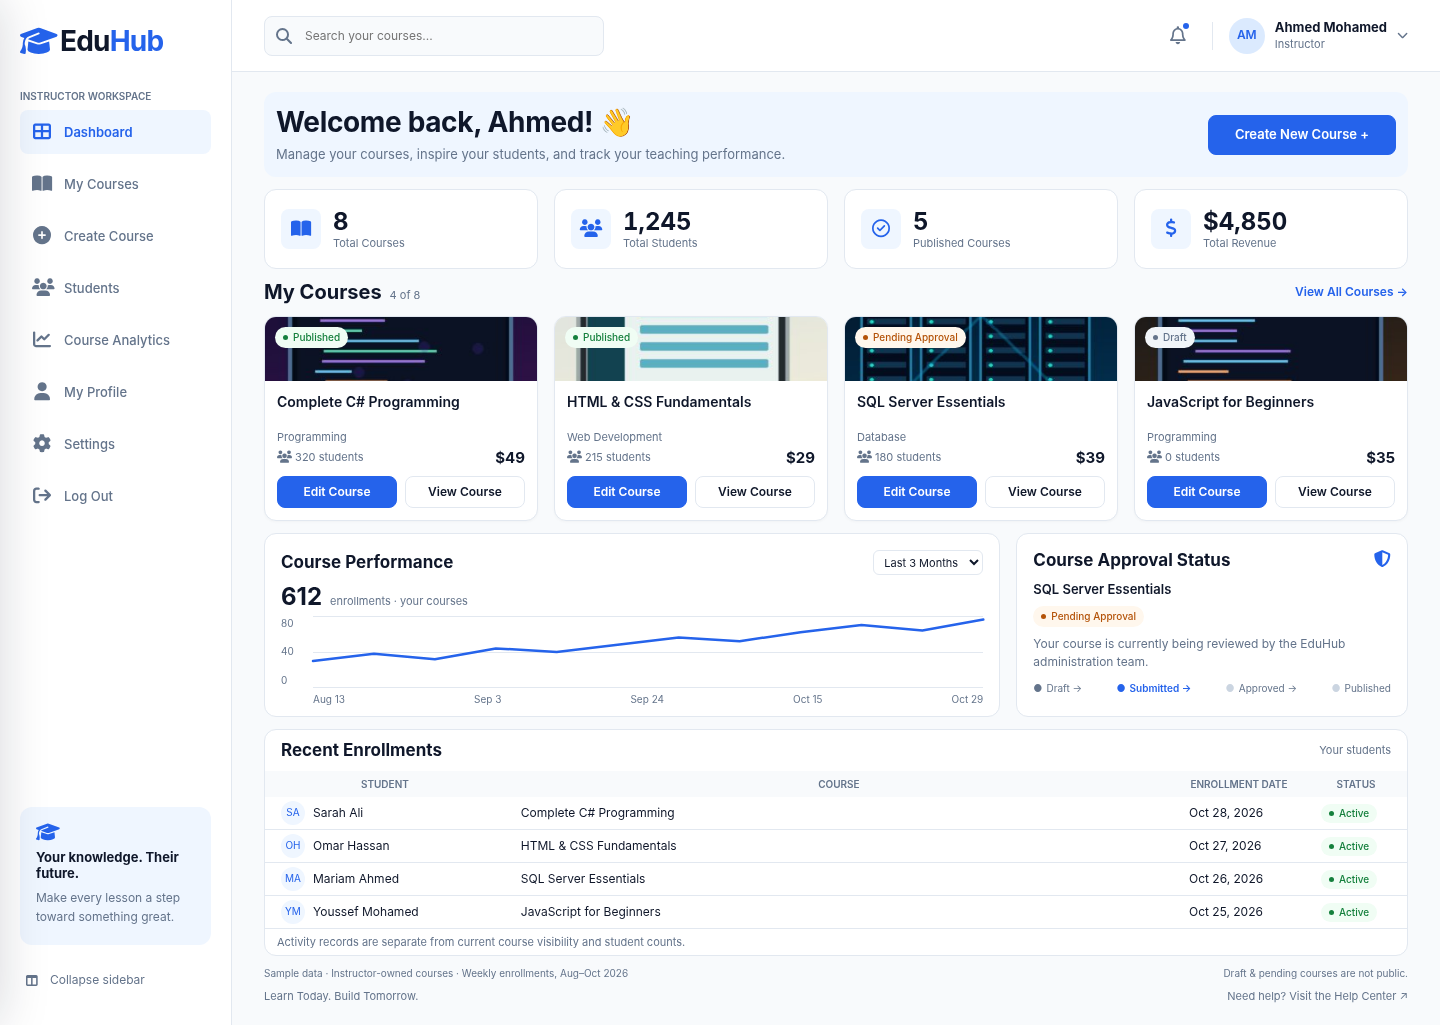 EduHub
INSTRUCTOR WORKSPACE
Dashboard
My Courses
Create Course
Students
Course Analytics
My Profile
Settings
Log Out
Your knowledge. Their
future.
Make every lesson a step
toward something great.
Collapse sidebar
Search your courses...
AM
Ahmed Mohamed
Instructor
Welcome back, Ahmed! 👋
Manage your courses, inspire your students, and track your teaching performance.
Create New Course +
8
Total Courses
1,245
Total Students
5
Published Courses
$4,850
Total Revenue
My Courses 4 of 8
View All Courses →
Published
Complete C# Programming
Programming
320 students $49
Edit Course View Course
Published
HTML & CSS Fundamentals
Web Development
215 students $29
Edit Course View Course
Pending Approval
SQL Server Essentials
Database
180 students $39
Edit Course View Course
Draft
JavaScript for Beginners
Programming
0 students $35
Edit Course View Course
Course Performance
Last 3 Months
612 enrollments · your courses
80
40
0
Aug 13 Sep 3 Sep 24 Oct 15 Oct 29
Course Approval Status
SQL Server Essentials
Pending Approval
Your course is currently being reviewed by the EduHub
administration team.
Draft → Submitted → Approved → Published
Recent Enrollments
Your students
STUDENT COURSE ENROLLMENT DATE STATUS
SA Sarah Ali Complete C# Programming Oct 28, 2026 Active
OH Omar Hassan HTML & CSS Fundamentals Oct 27, 2026 Active
MA Mariam Ahmed SQL Server Essentials Oct 26, 2026 Active
YM Youssef Mohamed JavaScript for Beginners Oct 25, 2026 Active
Activity records are separate from current course visibility and student counts.
Sample data · Instructor-owned courses · Weekly enrollments, Aug–Oct 2026
Draft & pending courses are not public.
Learn Today. Build Tomorrow.
Need help? Visit the Help Center ↗